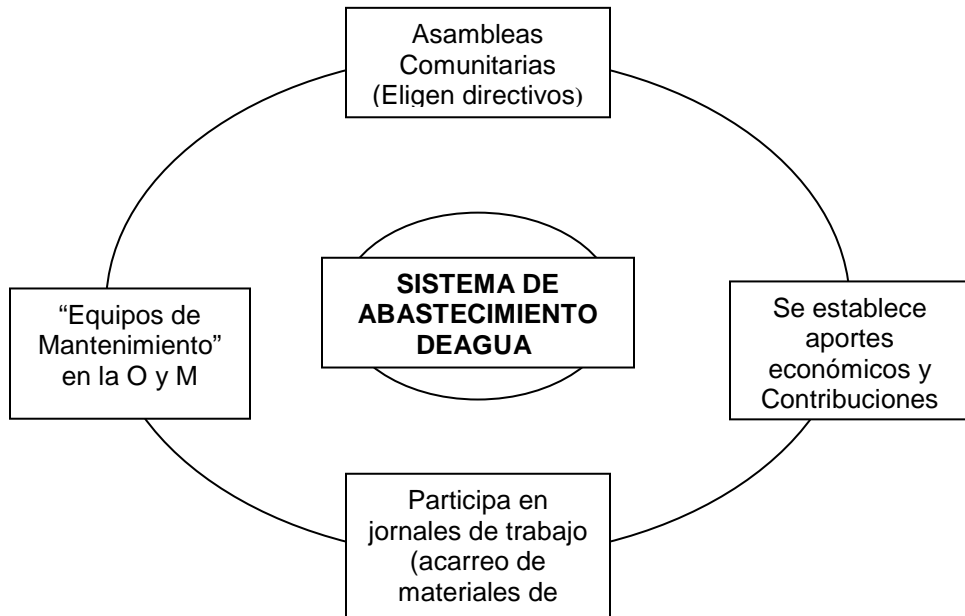 Asambleas
Comunitarias
(Eligen directivos)
SISTEMA DE
ABASTECIMIENTO
DEAGUA
“Equipos de
Mantenimiento”
en la O y M
Se establece
aportes
económicos y
Contribuciones
Participa en
jornales de trabajo
(acarreo de
materiales de